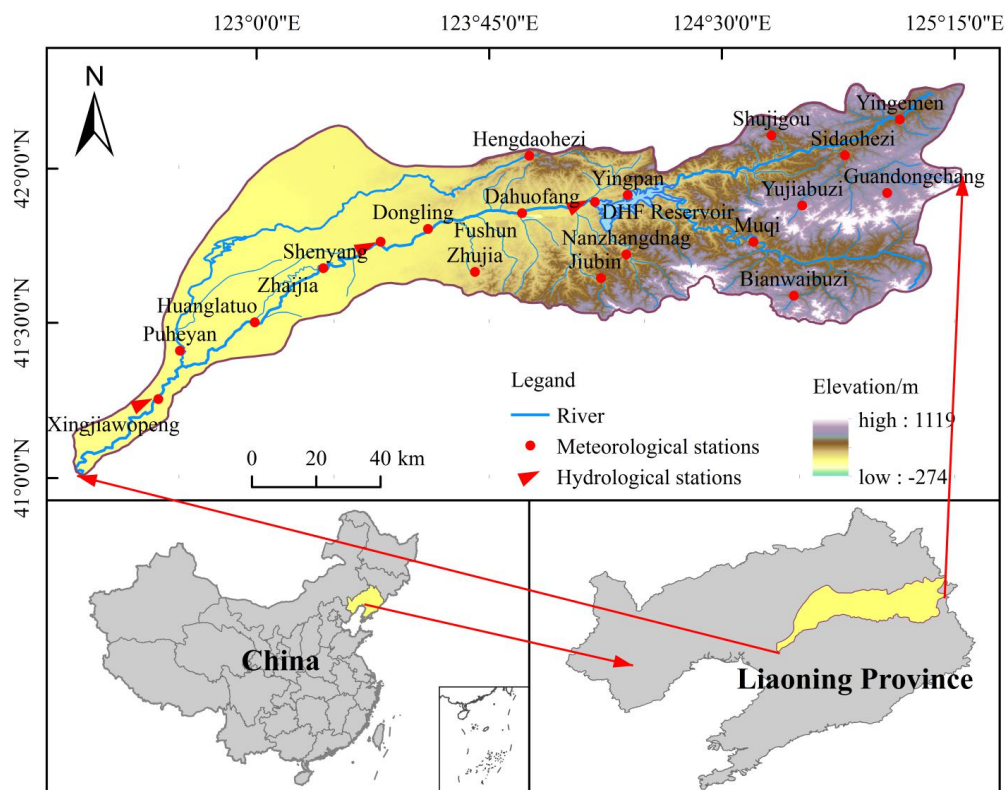 123°0'0"E
123°45'0"E
124°30'0"E
125°15'0"E
N
42°0'0"N
41°30'0"N
41°0'0"N
Yingemen
Shujigou
Sidaohezi
Hengdaohezi
Guandongchang
Yingpan
Yujiabuzi
Dahuofang
DHF Reservoir
Dongling
Fushun
Muqi
Nanzhangdnag
Shenyang
Zhujia
Jiubin
Zhaijia
Bianwaibuzi
Huanglatuo
Puheyan
Xingjiawopeng
Legand
River
Meteorological stations
Hydrological stations
Elevation/m
high : 1119
low : -274
0 20 40 km
China
Liaoning Province